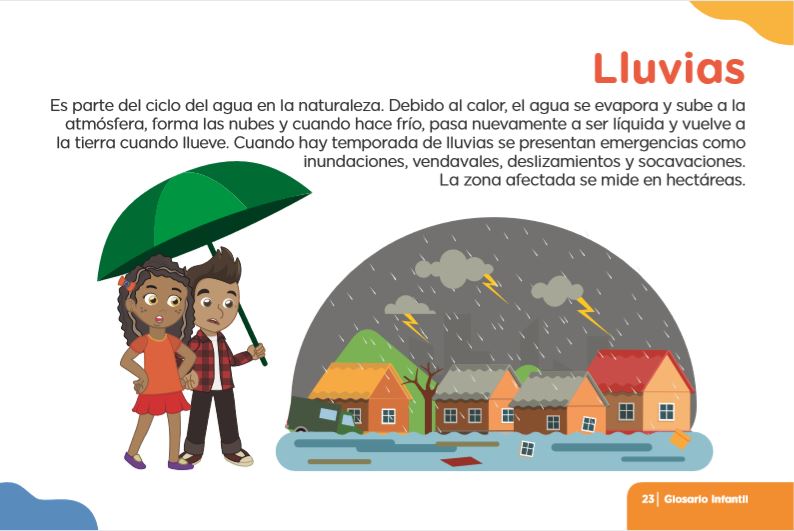 Lluvias
Es parte del ciclo del agua en la naturaleza. Debido al calor, el agua se evapora y sube a la
atmósfera, forma las nubes y cuando hace frío, pasa nuevamente a ser líquida y vuelve a
la tierra cuando llueve. Cuando hay temporada de lluvias se presentan emergencias como
inundaciones, vendavales, deslizamientos y socavaciones.
La zona afectada se mide en hectáreas.
23| Glosario Infantil